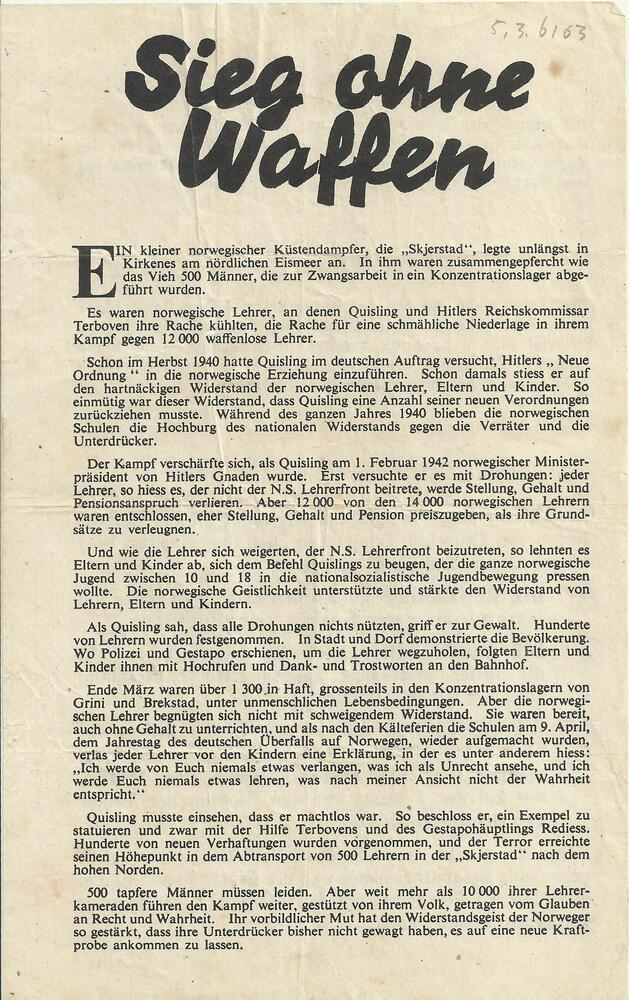 5.3.6163
Sieg ohne
Waffen
EIN kleiner norwegischer Küstendampfer, die „Skjerstad“, legte unlängst in
Kirkenes am nördlichen Eismeer an. In ihm waren zusammengepfercht wie
das Vieh 500 Männer, die zur Zwangsarbeit in ein Konzentrationslager abge-
führt wurden.
Es waren norwegische Lehrer, an denen Quisling und Hitlers Reichskommissar
Terboven ihre Rache kühlten, die Rache für eine schmähliche Niederlage in ihrem
Kampf gegen 12 000 waffenlose Lehrer.
Schon im Herbst 1940 hatte Quisling im deutschen Auftrag versucht, Hitlers „ Neue
Ordnung “ in die norwegische Erziehung einzuführen. Schon damals stiess er auf
den hartnäckigen Widerstand der norwegischen Lehrer, Eltern und Kinder. So
einmütig war dieser Widerstand, dass Quisling eine Anzahl seiner neuen Verordnungen
zurückziehen musste. Während des ganzen Jahres 1940 blieben die norwegischen
Schulen die Hochburg des nationalen Widerstands gegen die Verräter und die
Unterdrücker.
Der Kampf verschärfte sich, als Quisling am 1. Februar 1942 norwegischer Minister-
präsident von Hitlers Gnaden wurde. Erst versuchte er es mit Drohungen: jeder
Lehrer, so hiess es, der nicht der N.S. Lehrerfront beitrete, werde Stellung, Gehalt und
Pensionsanspruch verlieren. Aber 12 000 von den 14 000 norwegischen Lehrern
waren entschlossen, eher Stellung, Gehalt und Pension preiszugeben, als ihre Grund-
sätze zu verleugnen.
Und wie die Lehrer sich weigerten, der N.S. Lehrerfront beizutreten, so lehnten es
Eltern und Kinder ab, sich dem Befehl Quislings zu beugen, der die ganze norwegische
Jugend zwischen 10 und 18 in die nationalsozialistische Jugendbewegung pressen
wollte. Die norwegische Geistlichkeit unterstützte und stärkte den Widerstand von
Lehrern, Eltern und Kindern.
Als Quisling sah, dass alle Drohungen nichts nützten, griff er zur Gewalt. Hunderte
von Lehrern wurden festgenommen. In Stadt und Dorf demonstrierte die Bevölkerung.
Wo Polizei und Gestapo erschienen, um die Lehrer wegzuholen, folgten Eltern und
Kinder ihnen mit Hochrufen und Dank- und Trostworten an den Bahnhof.
Ende März waren über 1 300 in Haft, grossenteils in den Konzentrationslagern von
Grini und Brekstad, unter unmenschlichen Lebensbedingungen. Aber die norwegi-
schen Lehrer begnügten sich nicht mit schweigendem Widerstand. Sie waren bereit,
auch ohne Gehalt zu unterrichten, und als nach den Kälteferien die Schulen am 9. April,
dem Jahrestag des deutschen Überfalls auf Norwegen, wieder aufgemacht wurden,
verlas jeder Lehrer vor den Kindern eine Erklärung, in der es unter anderem hiess:
„Ich werde von Euch niemals etwas verlangen, was ich als Unrecht ansehe, und ich
werde Euch niemals etwas lehren, was nach meiner Ansicht nicht der Wahrheit
entspricht.“
Quisling musste einsehen, dass er machtlos war. So beschloss er, ein Exempel zu
statuieren und zwar mit der Hilfe Terbovens und des Gestapohäuptlings Rediess.
Hunderte von neuen Verhaftungen wurden vorgenommen, und der Terror erreichte
seinen Höhepunkt in dem Abtransport von 500 Lehrern in der „Skjerstad“ nach dem
hohen Norden.
500 tapfere Männer müssen leiden. Aber weit mehr als 10 000 ihrer Lehrer-
kameraden führen den Kampf weiter, gestützt von ihrem Volk, getragen vom Glauben
an Recht und Wahrheit. Ihr vorbildlicher Mut hat den Widerstandsgeist der Norweger
so gestärkt, dass ihre Unterdrücker bisher nicht gewagt haben, es auf eine neue Kraft-
probe ankommen zu lassen.